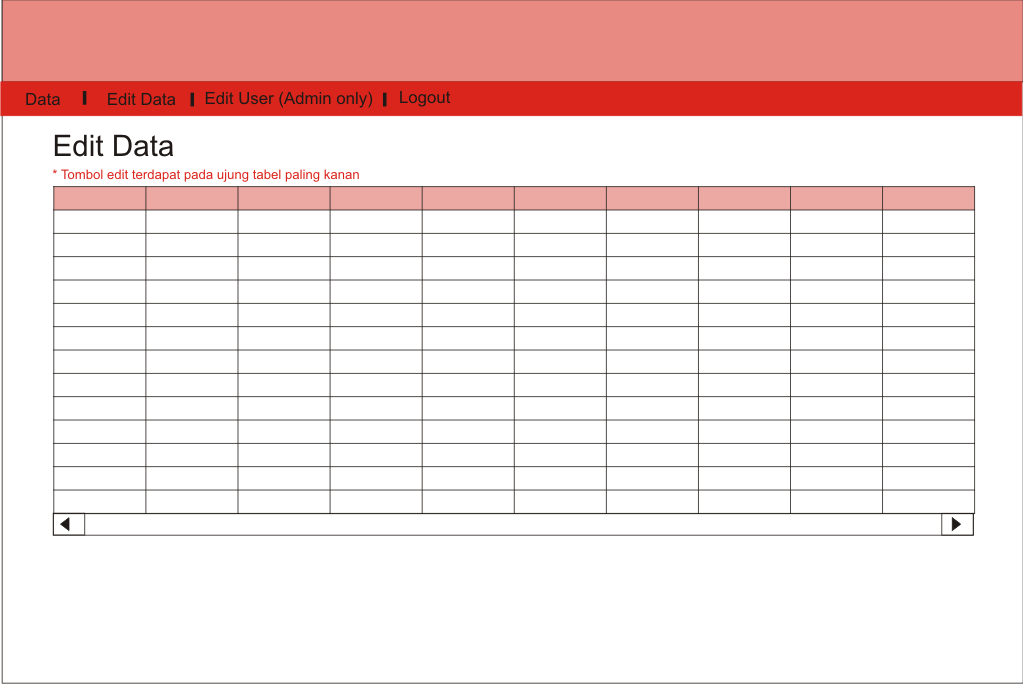 Data | Edit Data | Edit User (Admin only) | Logout
Edit Data
* Tombol edit terdapat pada ujung tabel paling kanan